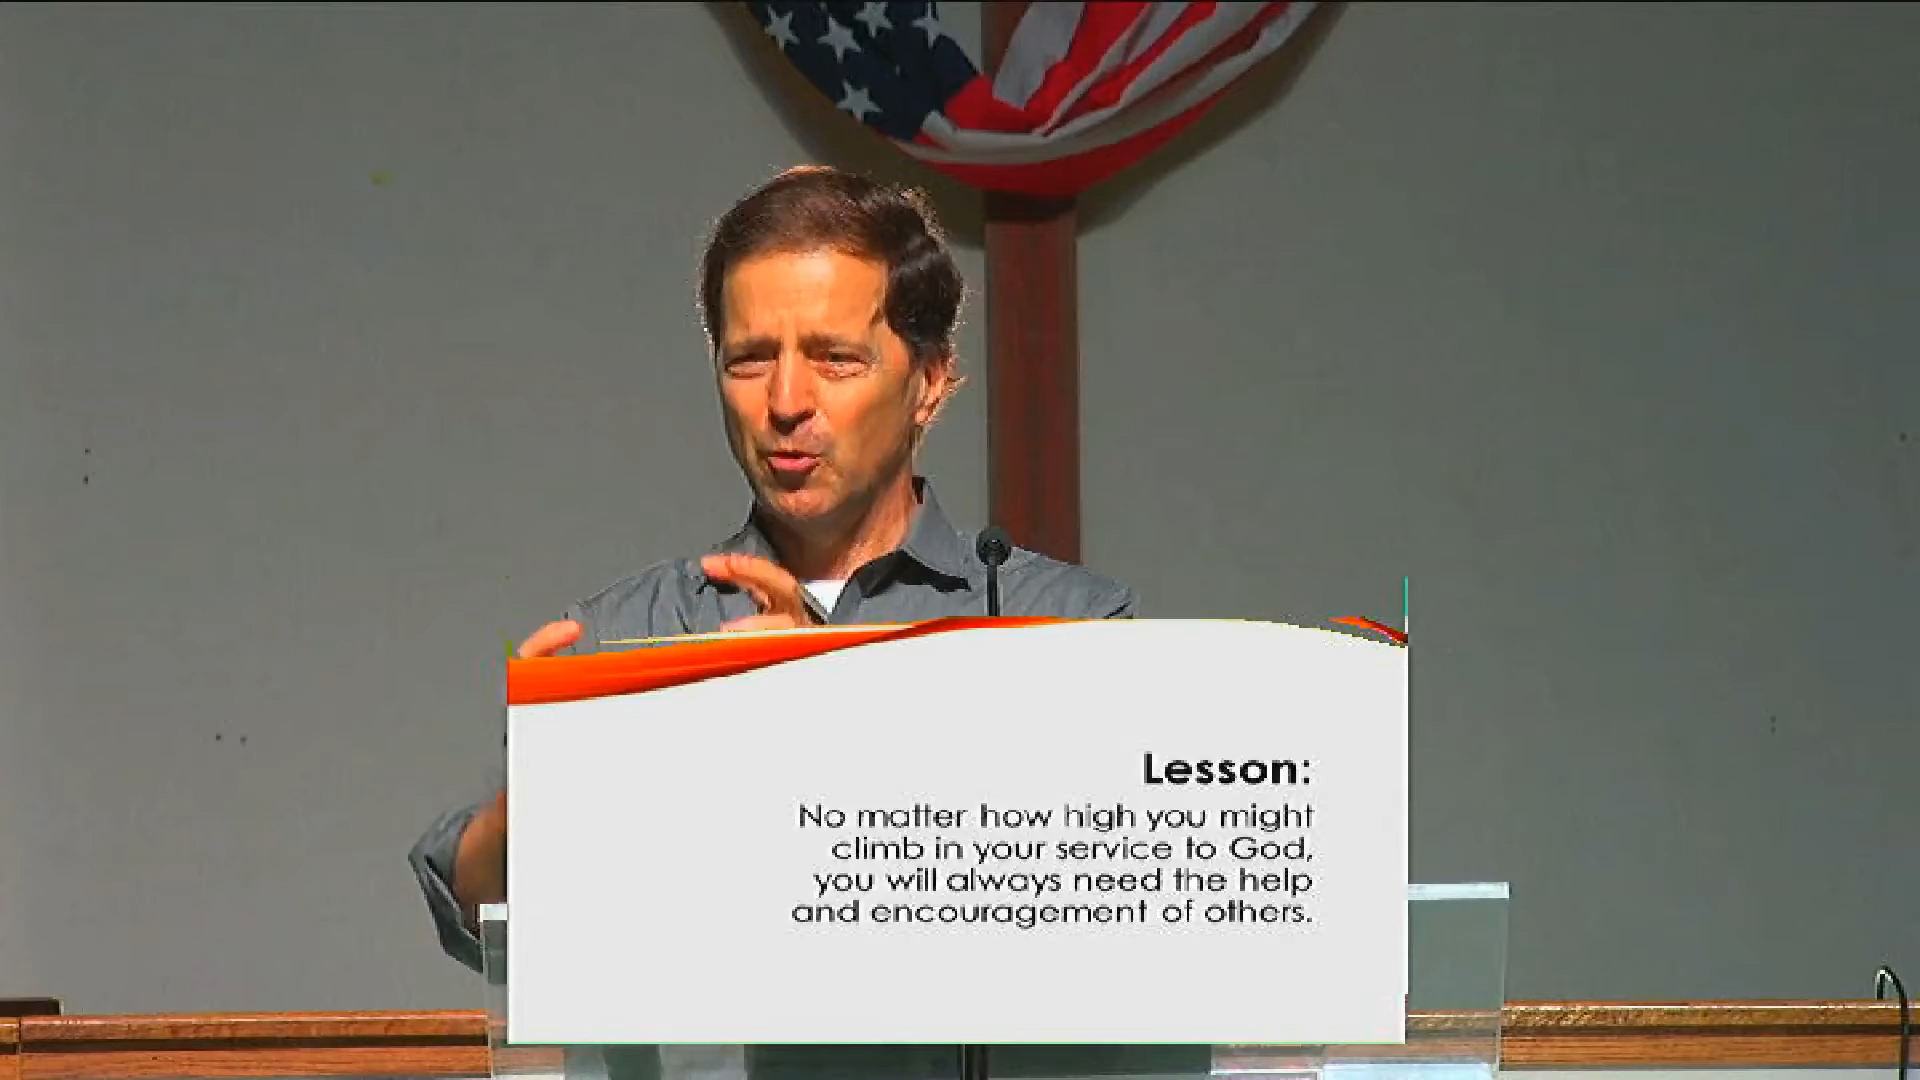 Lesson:
No matter how high you might
climb in your service to God,
you will always need the help
and encouragement of others.